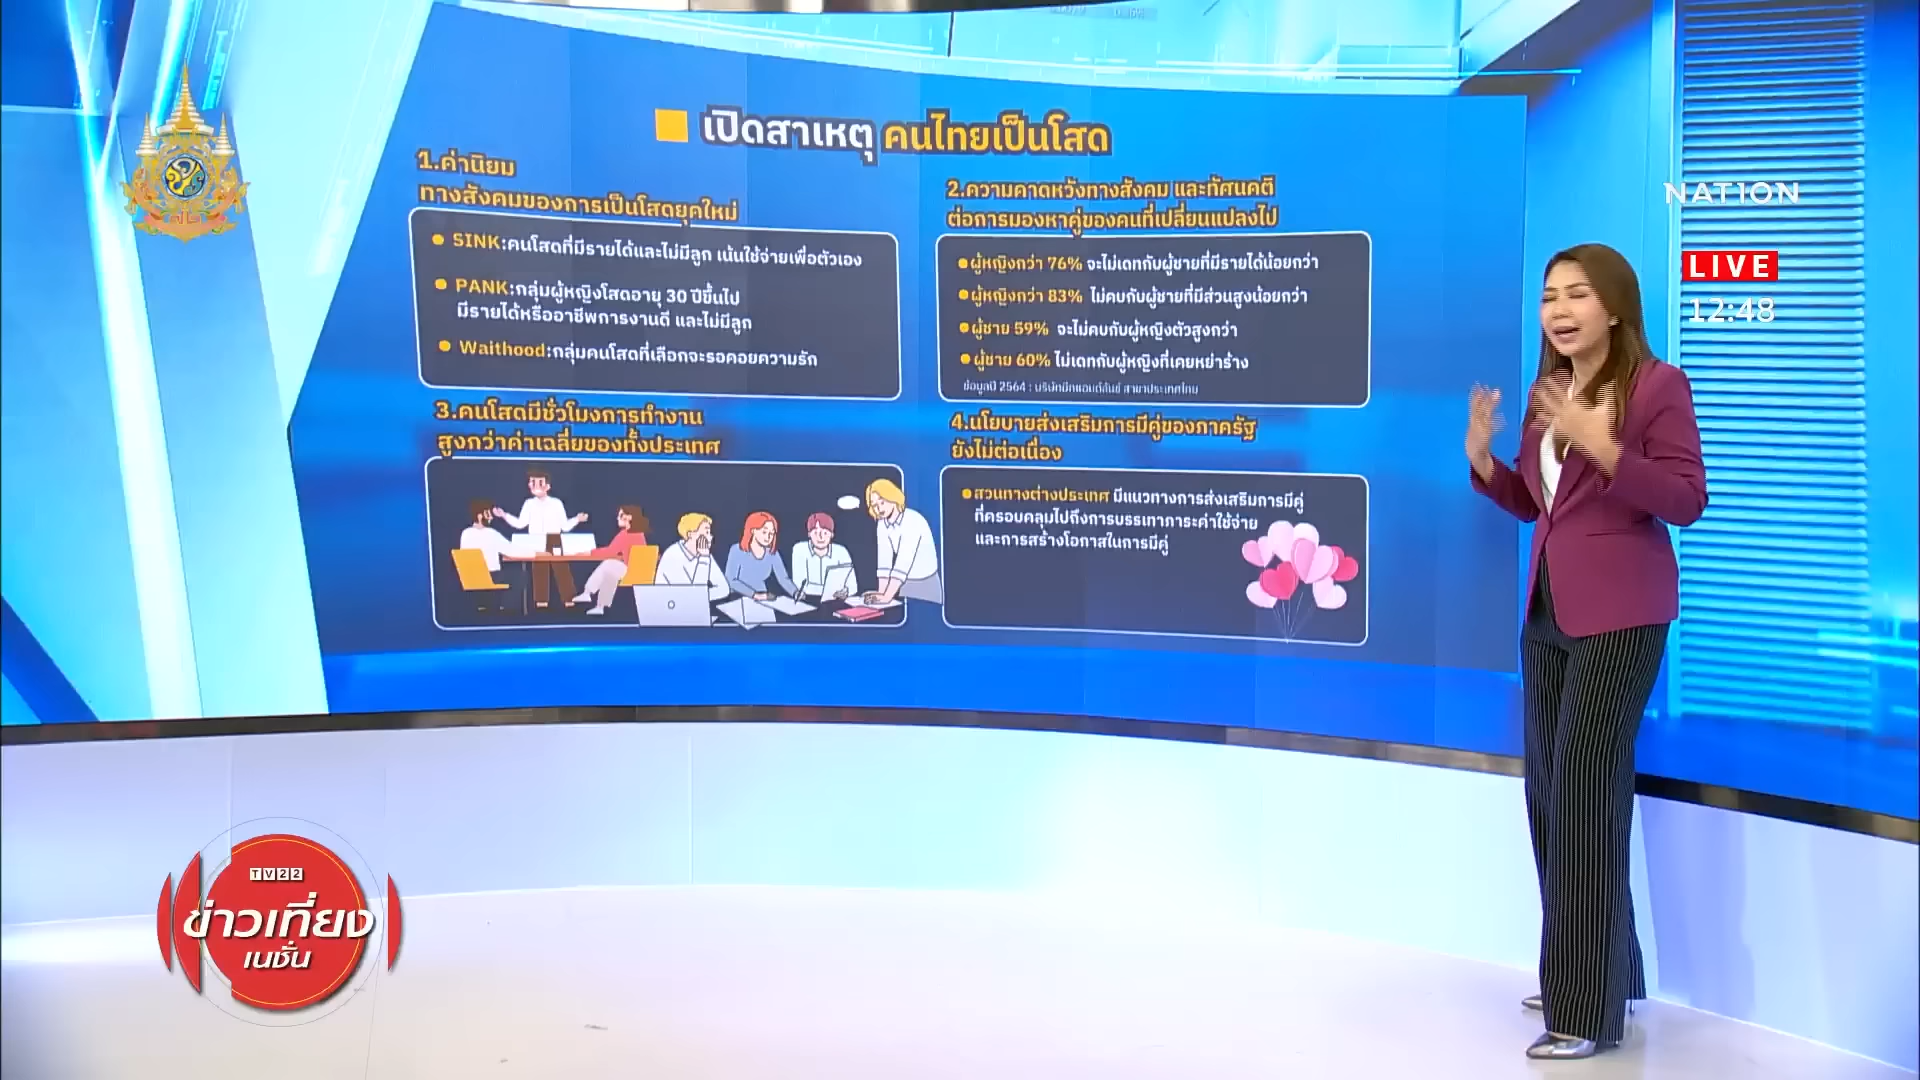 เปิดสาเหตุ คนไทยเป็นโสด
1.ค่านิยม
ทางสังคมของการเป็นโสดยุคใหม่
SINK:คนโสดที่มีรายได้และไม่มีลูก เน้นใช้จ่ายเพื่อตัวเอง
PANK:กลุ่มผู้หญิงโสดอายุ 30 ปีขึ้นไป
มีรายได้หรืออาชีพการงานดี และไม่มีลูก
Waithood:กลุ่มคนโสดที่เลือกจะรอคอยความรัก
2.ความคาดหวังทางสังคม และทัศนคติ
ต่อการมองหาคู่ของคนที่เปลี่ยนแปลงไป
ผู้หญิงกว่า 76% จะไม่เดทกับผู้ชายที่มีรายได้น้อยกว่า
ผู้หญิงกว่า 83% ไม่คบกับผู้ชายที่มีส่วนสูงน้อยกว่า
ผู้ชาย 59% จะไม่คบกับผู้หญิงตัวสูงกว่า
ผู้ชาย 60% ไม่เดทกับผู้หญิงที่เคยหย่าร้าง
ข้อมูลปี 2564 : บริษัทมีทแอนด์ลันช์ สาขาประเทศไทย
3.คนโสดมีชั่วโมงการทำงาน
สูงกว่าค่าเฉลี่ยของทั้งประเทศ
4.นโยบายส่งเสริมการมีคู่ของภาครัฐ
ยังไม่ต่อเนื่อง
สวนทางต่างประเทศ มีแนวทางการส่งเสริมการมีคู่
ที่ครอบคลุมไปถึงการบรรเทาภาระค่าใช้จ่าย
และการสร้างโอกาสในการมีคู่
NATION
LIVE
12:48
TV22
ข่าวเที่ยง
เนชั่น